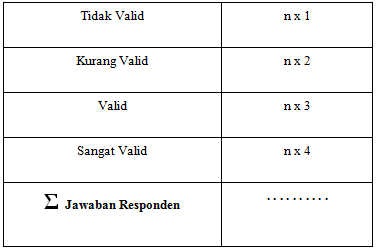 Tidak Valid n x 1
Kurang Valid n x 2
Valid n x 3
Sangat Valid n x 4
Σ Jawaban Responden ..........